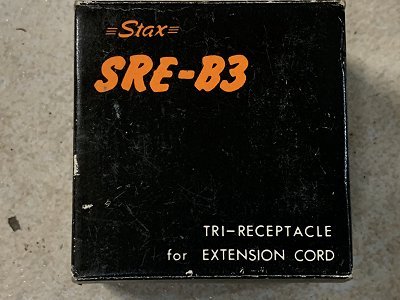 ≡Stax≡
SRE-B3
TRI-RECEPTACLE
for EXTENSION CORD